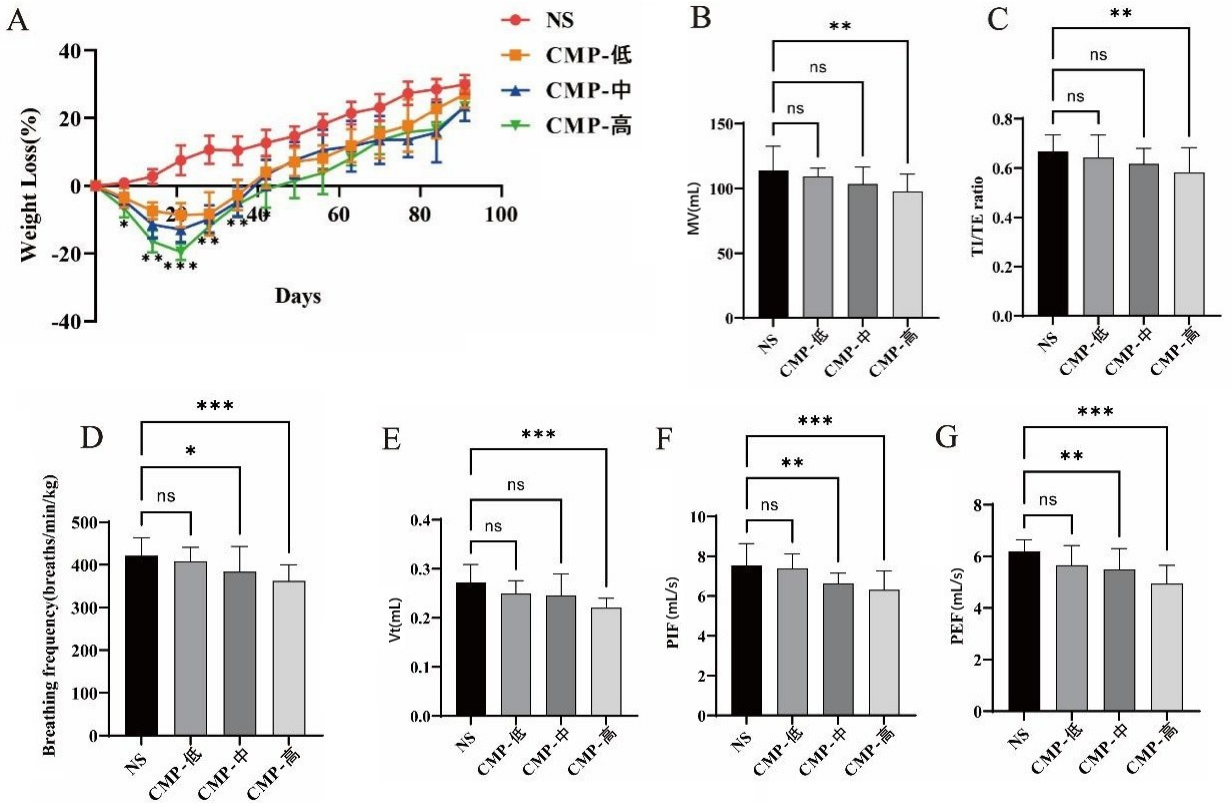 A
NS
CMP-低
CMP-中
CMP-高
Weight Loss(%)
40
20
0
-20
-40
20
40
60
80
100
*
**
***
**
**
*
Days
B
**
ns
ns
MV(mL)
150
100
50
0
NS
CMP-低
CMP-中
CMP-高
C
**
ns
ns
TI/TE ratio
0.8
0.6
0.4
0.2
0.0
NS
CMP-低
CMP-中
CMP-高
D
***
*
ns
Breathing frequency(breaths/min/kg)
500
400
300
200
100
0
NS
CMP-低
CMP-中
CMP-高
E
***
ns
ns
Vt(mL)
0.4
0.3
0.2
0.1
0.0
NS
CMP-低
CMP-中
CMP-高
F
***
**
ns
PIF(mL/s)
10
8
6
4
2
0
NS
CMP-低
CMP-中
CMP-高
G
***
**
ns
PEF(mL/s)
8
6
4
2
0
NS
CMP-低
CMP-中
CMP-高